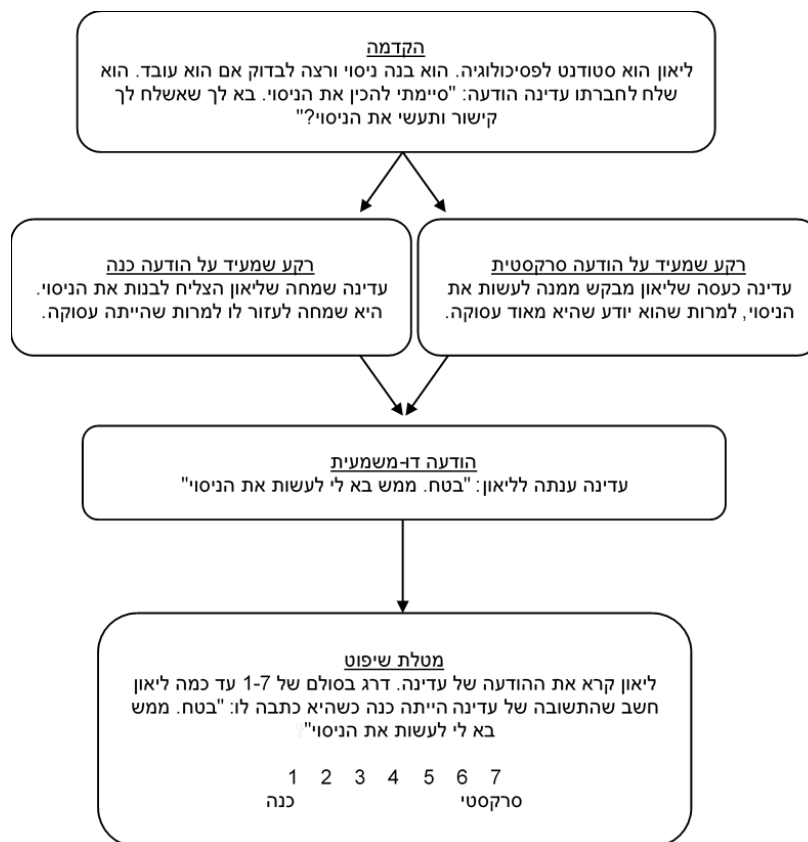 הקדמה
ליאון הוא סטודנט לפסיכולוגיה. הוא בנה ניסוי ורצה לבדוק אם הוא עובד. הוא
שלח לחברתו עדינה הודעה: "סיימתי להכין את הניסוי. בא לך שאשלח לך
קישור ותעשי את הניסוי?"
רקע שמעיד על הודעה סרקסטית
עדינה כעסה שליאון מבקש ממנה לעשות את
הניסוי, למרות שהוא יודע שהיא מאוד עסוקה.
רקע שמעיד על הודעה כנה
עדינה שמחה שליאון הצליח לבנות את הניסוי.
היא שמחה לעזור לו למרות שהייתה עסוקה.
הודעה דו-משמעית
עדינה ענתה לליאון: "בטח. ממש בא לי לעשות את הניסוי"
מטלת שיפוט
ליאון קרא את ההודעה של עדינה. דרג בסולם של 1-7 עד כמה ליאון
חשב שהתשובה של עדינה הייתה כנה כשהיא כתבה לו: "בטח. ממש
בא לי לעשות את הניסוי"?
1 2 3 4 5 6 7
כנה סרקסטי